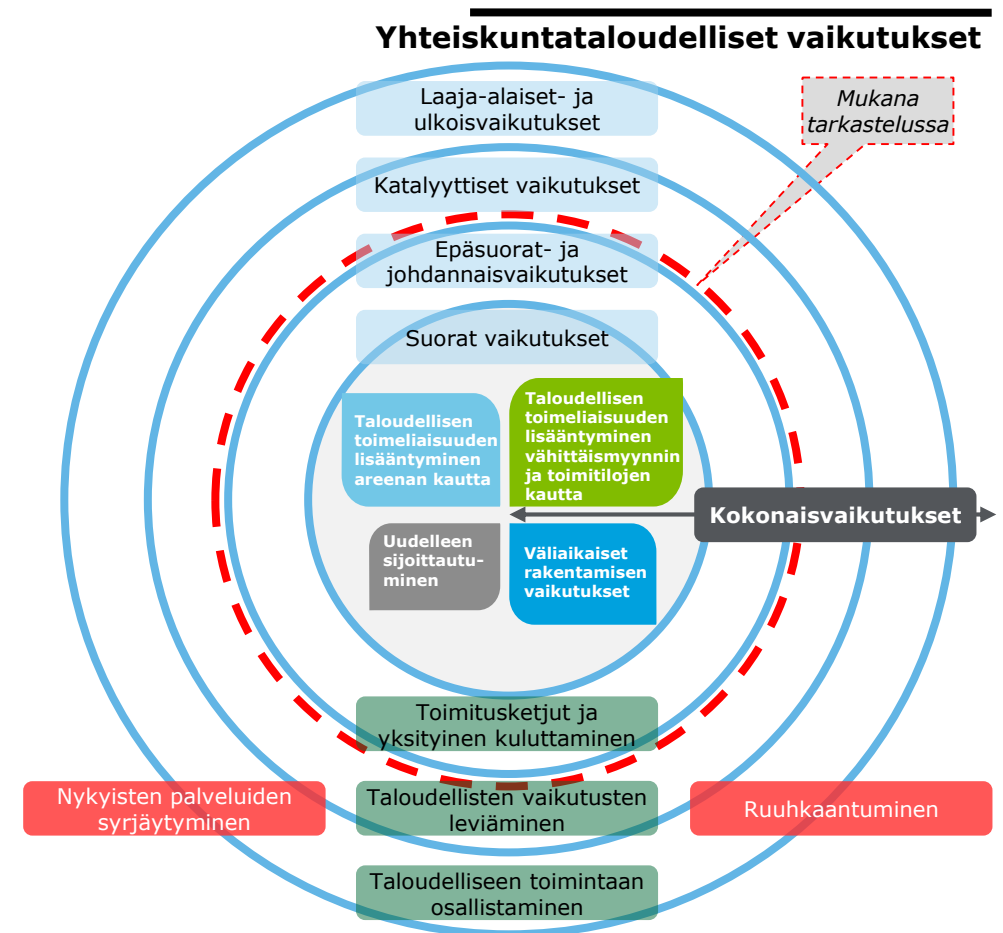 Yhteiskuntataloudelliset vaikutukset
Laaja-alaiset- ja
ulkoisvaikutukset
Mukana
tarkastelussa
Katalyyttiset vaikutukset
Epäsuorat- ja
johdannaisvaikutukset
Suorat vaikutukset
Taloudellisen
toimeliaisuuden
lisääntyminen
areenan kautta
Taloudellisen
toimeliaisuuden
lisääntyminen
vähittäismyynnin
ja toimitilojen
kautta
Kokonaisvaikutukset
Uudelleen
sijoittautu-
minen
Väliaikaiset
rakentamisen
vaikutukset
Toimitusketjut ja
yksityinen kuluttaminen
Nykyisten palveluiden
syrjäytyminen
Taloudellisten vaikutusten
leviäminen
Ruuhkaantuminen
Taloudelliseen toimintaan
osallistaminen